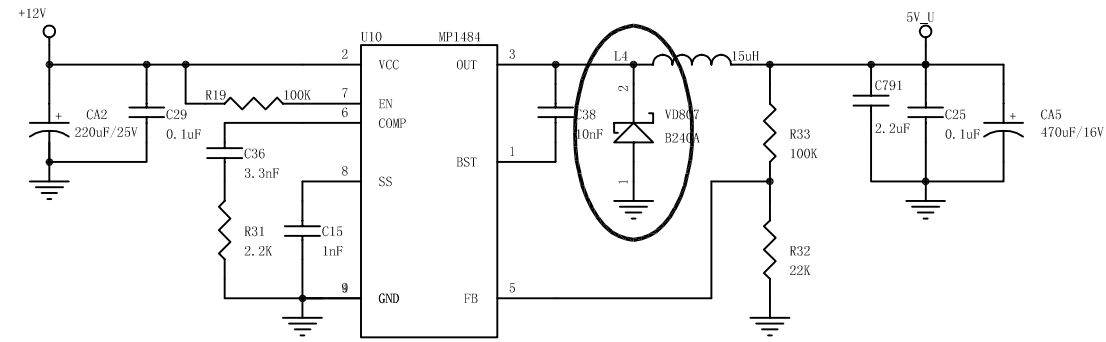 +12V
5V_U
U10
MP1484
2
VCC
OUT
3
L4
15uH
R19
100K
7
EN
6
COMP
CA2
220uF/25V
C29
0.1uF
C38
10nF
2
VD807
B240A
R33
100K
C791
2.2uF
C25
0.1uF
CA5
470uF/16V
C36
3.3nF
BST
1
8
SS
1
R31
2.2K
C15
1nF
R32
22K
9
GND
FB
5
+
+